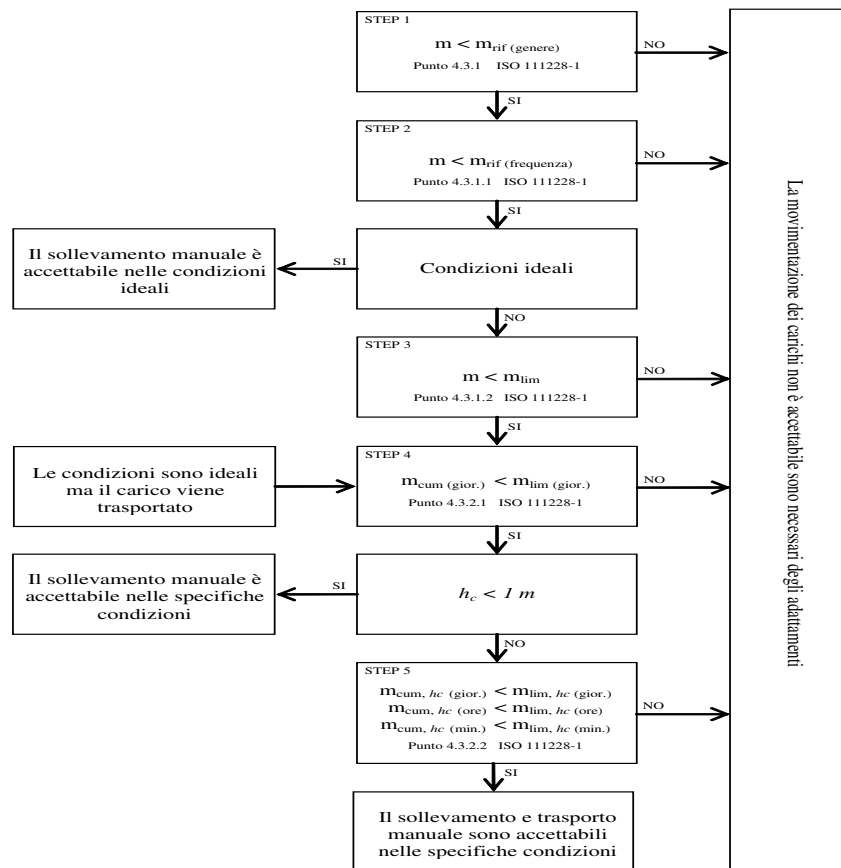 STEP 1
m < mrif (genere)
Punto 4.3.1 ISO 111228-1
NO
SI
STEP 2
m < mrif (frequenza)
Punto 4.3.1.1 ISO 111228-1
NO
SI
Il sollevamento manuale è
accettabile nelle condizioni
ideali
SI
Condizioni ideali
NO
STEP 3
m < mlim
Punto 4.3.1.2 ISO 111228-1
NO
SI
Le condizioni sono ideali
ma il carico viene
trasportato
STEP 4
mcum (gior.) < mlim (gior.)
Punto 4.3.2.1 ISO 111228-1
NO
SI
Il sollevamento manuale è
accettabile nelle specifiche
condizioni
SI
hc < 1 m
NO
STEP 5
mcum, hc (gior.) < mlim, hc (gior.)
mcum, hc (ore) < mlim, hc (ore)
mcum, hc (min.) < mlim, hc (min.)
Punto 4.3.2.2 ISO 111228-1
NO
SI
Il sollevamento e trasporto
manuale sono accettabili
nelle specifiche condizioni
La movimentazione dei carichi non è accettabile sono necessari degli adattamenti